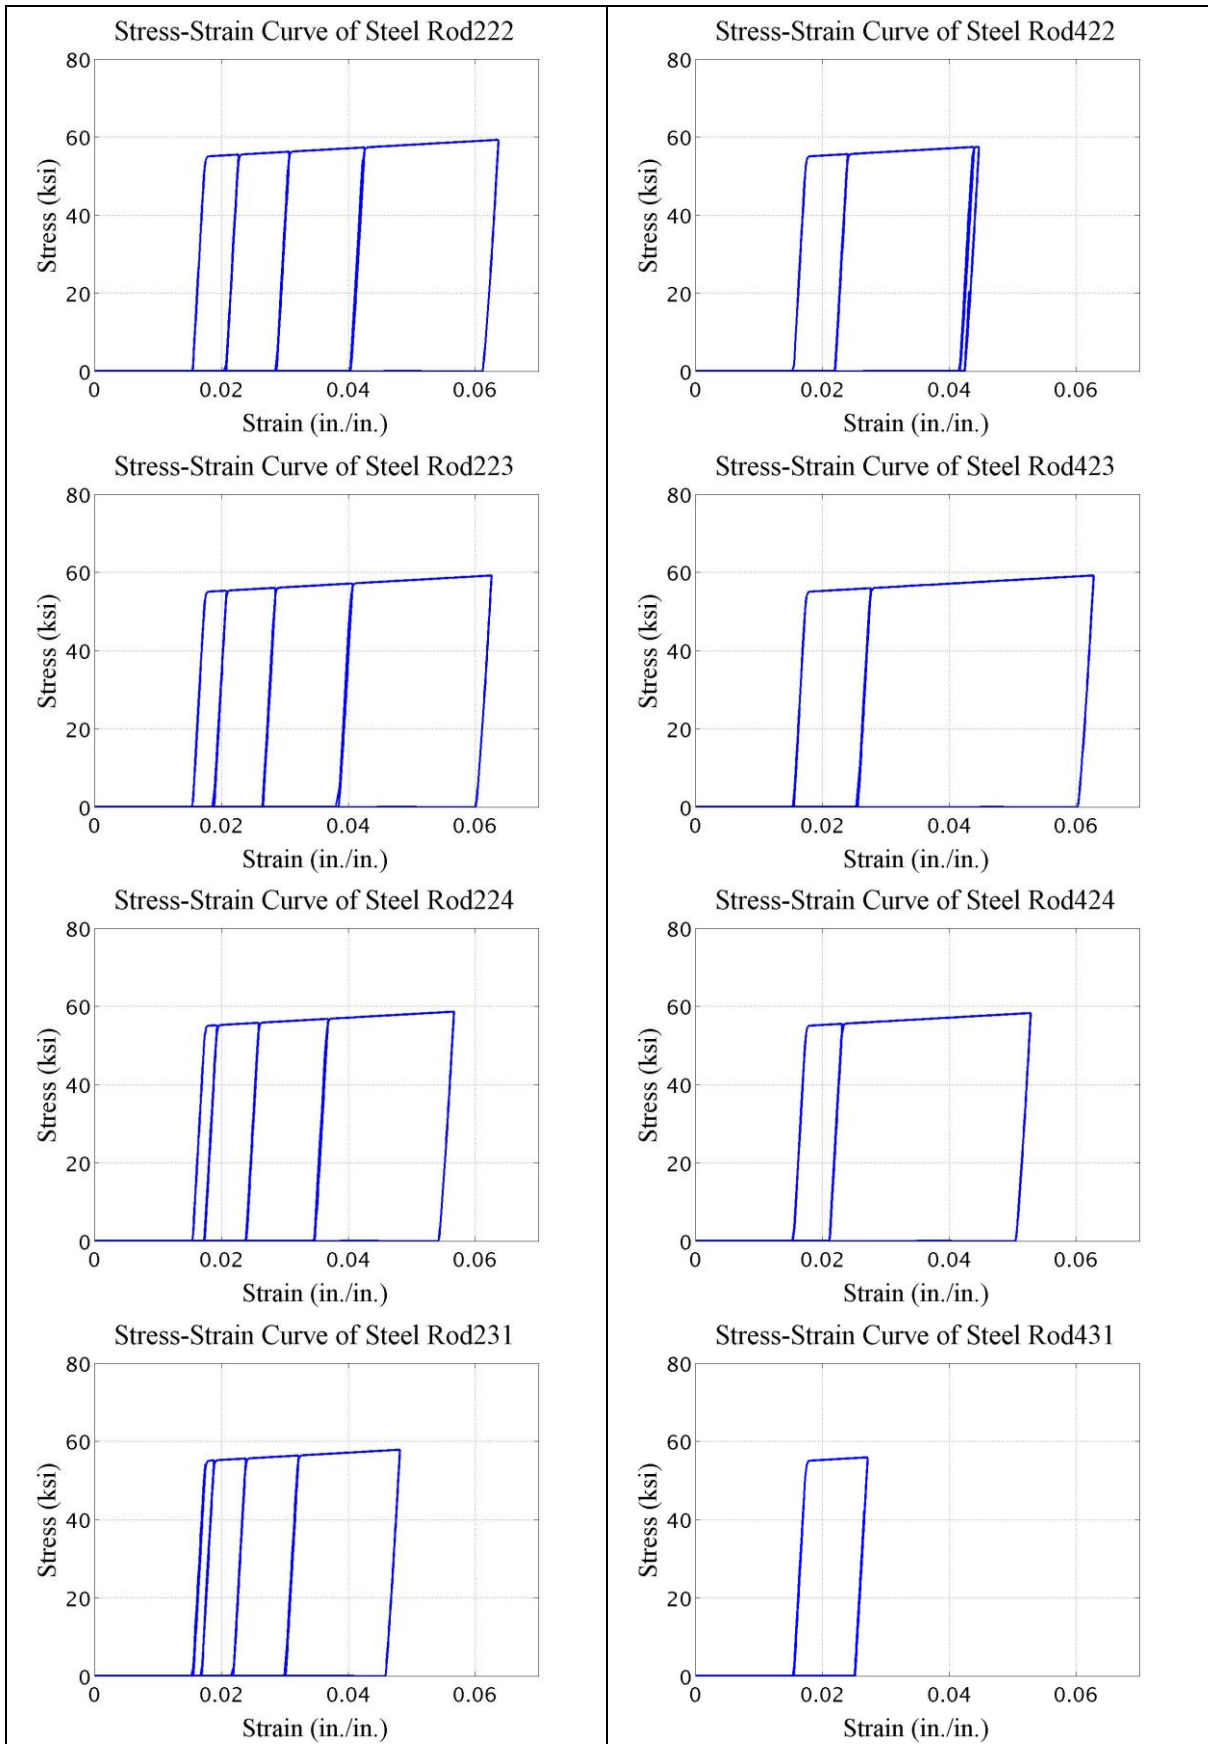 Stress-Strain Curve of Steel Rod222
80
60
40
20
0
Stress (ksi)
0 0.02 0.04 0.06
Strain (in./in.)
Stress-Strain Curve of Steel Rod422
80
60
40
20
0
Stress (ksi)
0 0.02 0.04 0.06
Strain (in./in.)
Stress-Strain Curve of Steel Rod223
80
60
40
20
0
Stress (ksi)
0 0.02 0.04 0.06
Strain (in./in.)
Stress-Strain Curve of Steel Rod423
80
60
40
20
0
Stress (ksi)
0 0.02 0.04 0.06
Strain (in./in.)
Stress-Strain Curve of Steel Rod224
80
60
40
20
0
Stress (ksi)
0 0.02 0.04 0.06
Strain (in./in.)
Stress-Strain Curve of Steel Rod424
80
60
40
20
0
Stress (ksi)
0 0.02 0.04 0.06
Strain (in./in.)
Stress-Strain Curve of Steel Rod231
80
60
40
20
0
Stress (ksi)
0 0.02 0.04 0.06
Strain (in./in.)
Stress-Strain Curve of Steel Rod431
80
60
40
20
0
Stress (ksi)
0 0.02 0.04 0.06
Strain (in./in.)